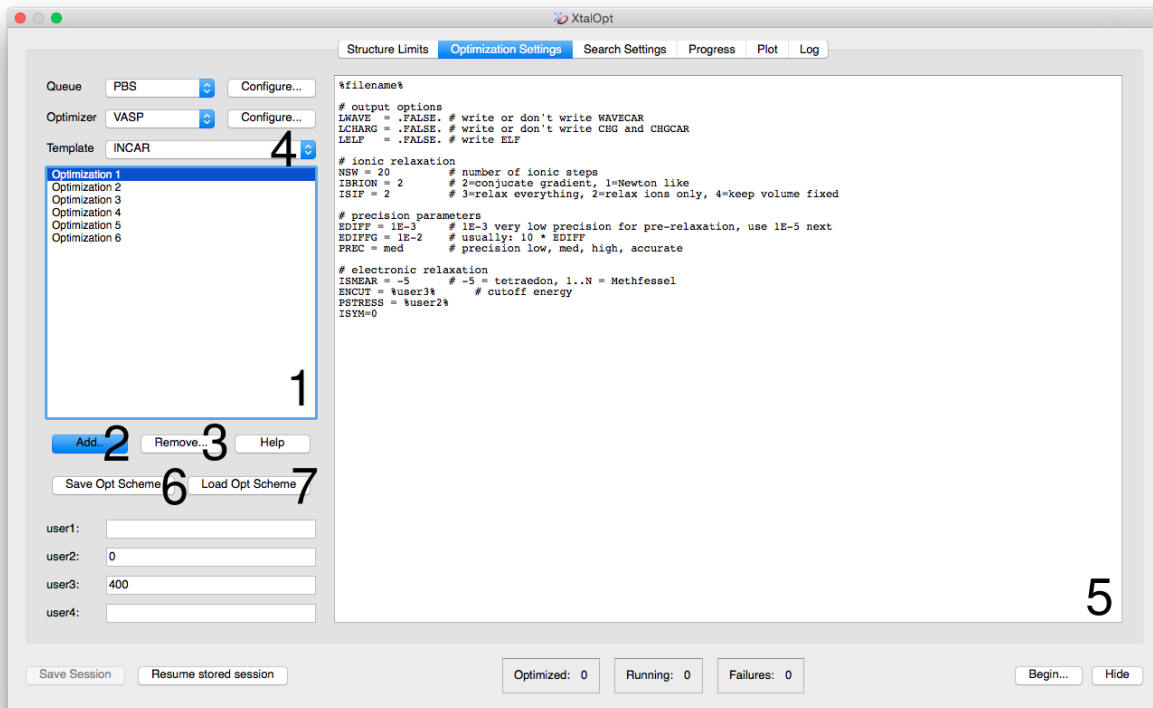 XtalOpt
Structure Limits Optimization Settings Search Settings Progress Plot Log
Queue PBS Configure...
Optimizer VASP Configure...
Template INCAR
4
Optimization 1
Optimization 2
Optimization 3
Optimization 4
Optimization 5
Optimization 6
1
Add.. 2 Remove... 3 Help
Save Opt Scheme 6 Load Opt Scheme 7
user1:
user2: 0
user3: 400
user4:
%filename%
# output options
LWAVE = .FALSE. # write or don't write WAVECAR
LCHARG = .FALSE. # write or don't write CHG and CHGCAR
LELF = .FALSE. # write ELF
# ionic relaxation
NSW = 20 # number of ionic steps
IBRION = 2 # 2=conjucate gradient, 1=Newton like
ISIF = 2 # 3=relax everything, 2=relax ions only, 4=keep volume fixed
# precision parameters
EDIFF = 1E-3 # 1E-3 very low precision for pre-relaxation, use 1E-5 next
EDIFFG = 1E-2 # usually: 10 * EDIFF
PREC = med # precision low, med, high, accurate
# electronic relaxation
ISMEAR = -5 # -5 = tetraedon, 1..N = Methfessel
ENCUT = %user3% # cutoff energy
PSTRESS = %user2%
ISYM=0
5
Save Session Resume stored session Optimized: 0 Running: 0 Failures: 0 Begin... Hide